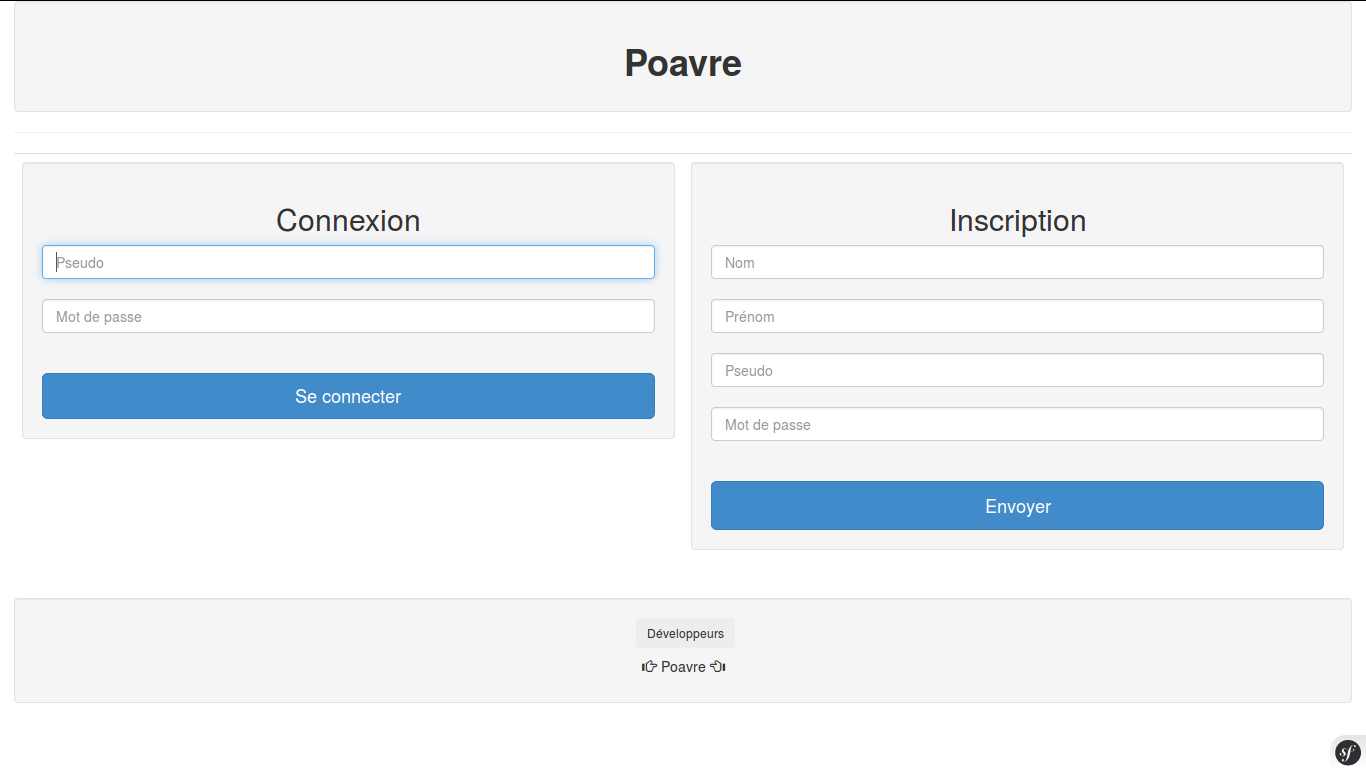 Poavre
Connexion
Pseudo
Mot de passe
Se connecter
Inscription
Nom
Prénom
Pseudo
Mot de passe
Envoyer
Développeurs
Poavre
sf